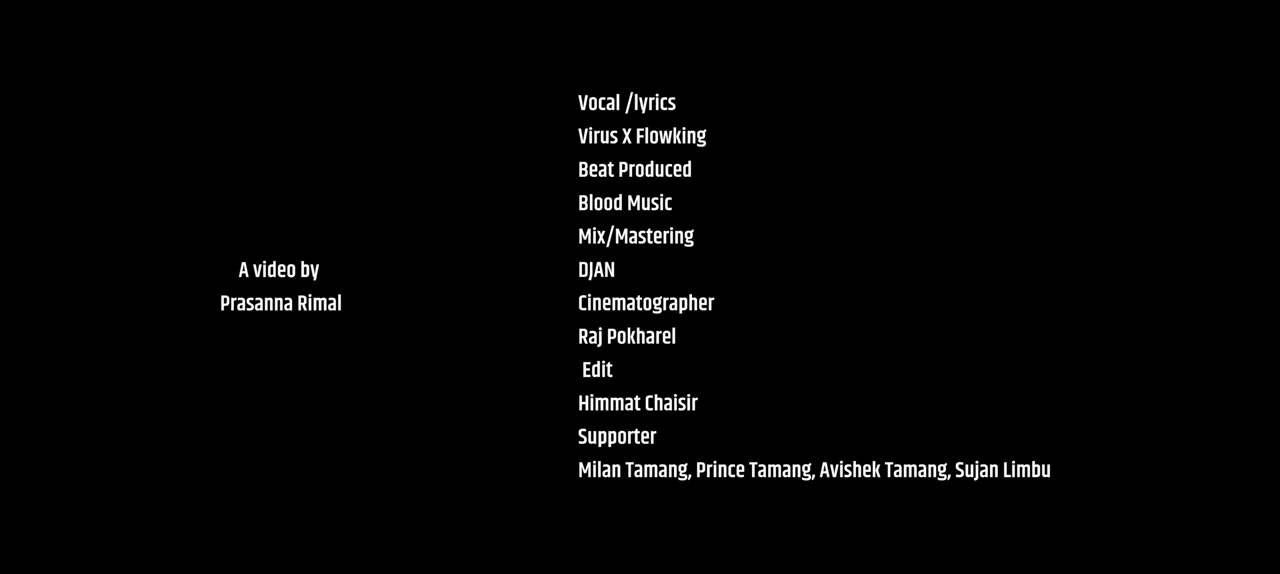 A video by
Prasanna Rimal
Vocal /lyrics
Virus X Flowking
Beat Produced
Blood Music
Mix/Mastering
DJAN
Cinematographer
Raj Pokharel
Edit
Himmat Chaisir
Supporter
Milan Tamang, Prince Tamang, Avishek Tamang, Sujan Limbu